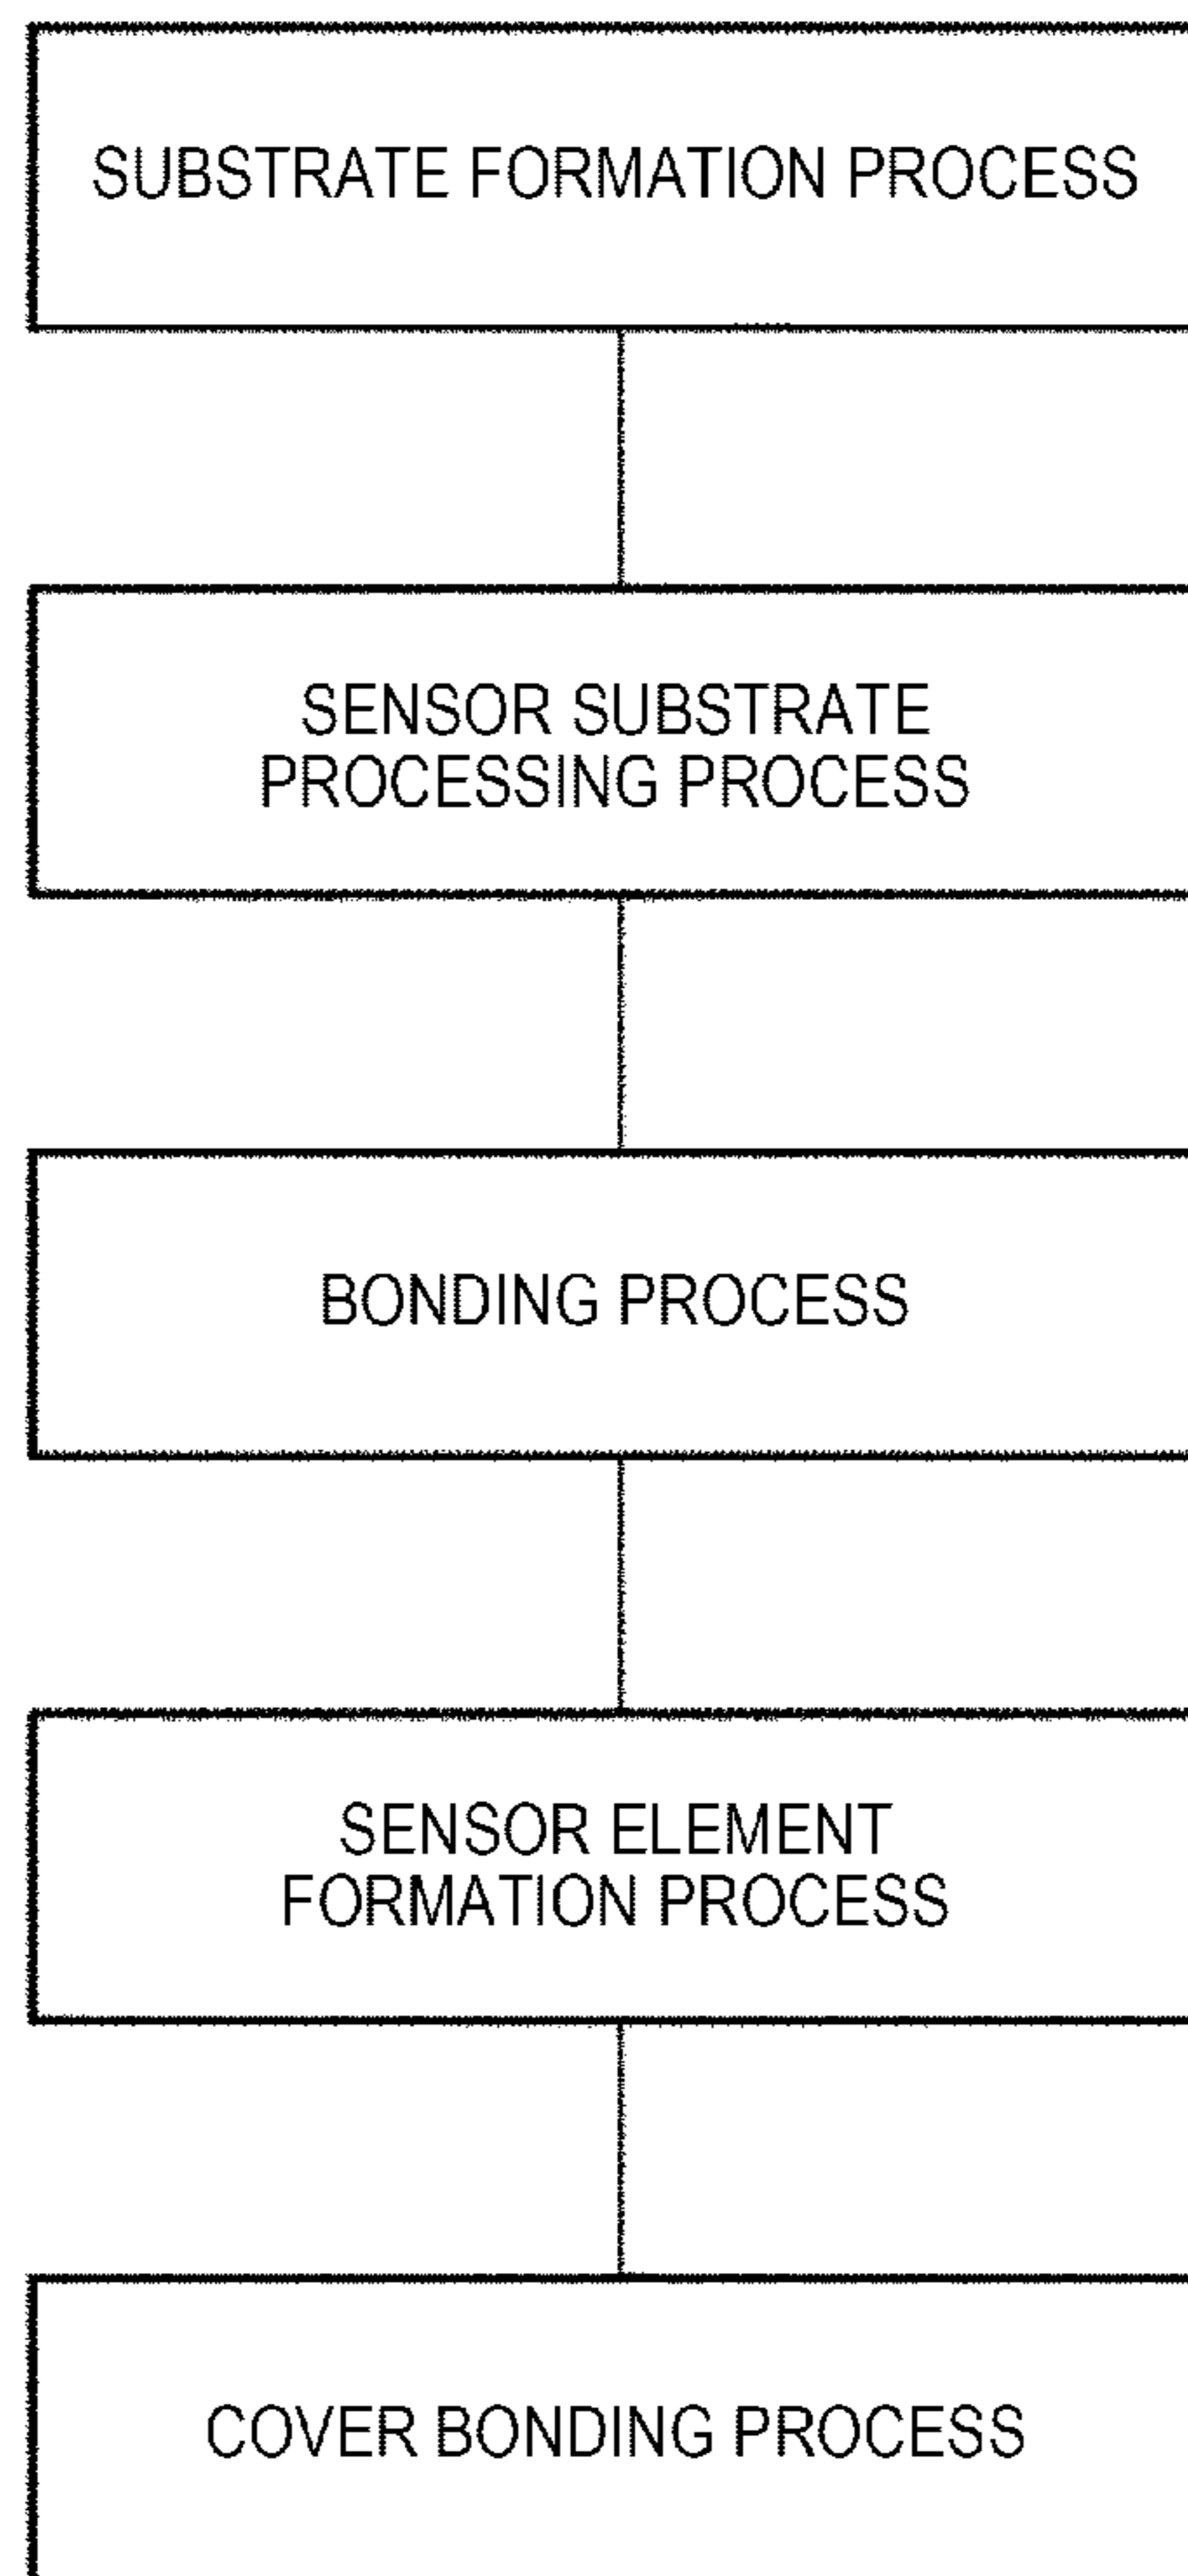 SUBSTRATE FORMATION PROCESS
SENSOR SUBSTRATE
PROCESSING PROCESS
BONDING PROCESS
SENSOR ELEMENT
FORMATION PROCESS
COVER BONDING PROCESS